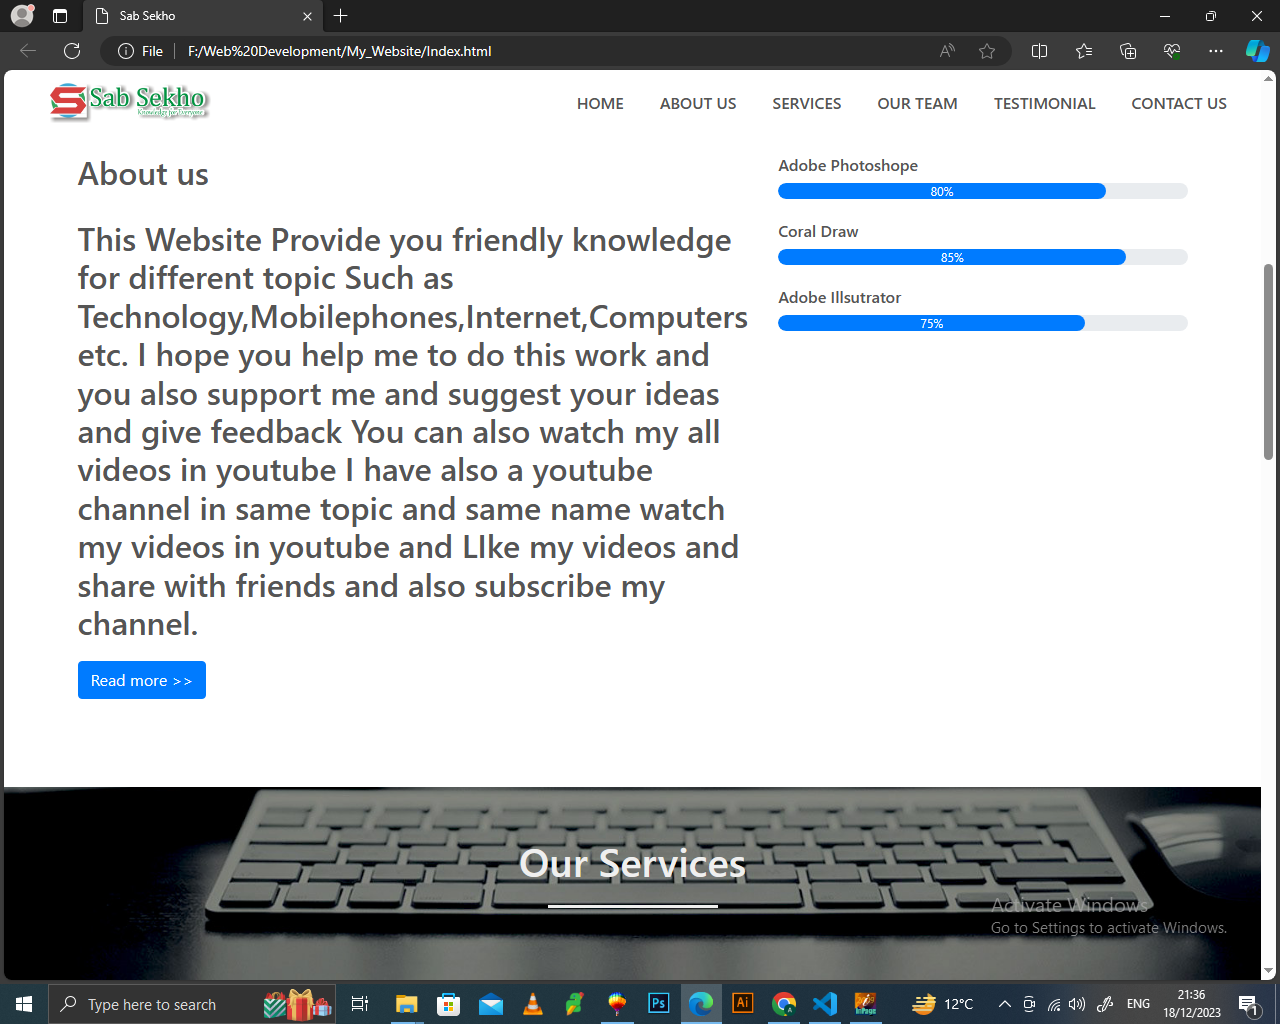 Sab Sekho
File
F:/Web%20Development/My_Website/Index.html
Sab Sekho
Knowledge for Everyone
HOME ABOUT US SERVICES OUR TEAM TESTIMONIAL CONTACT US
About us
This Website Provide you friendly knowledge
for different topic Such as
Technology,Mobilephones,Internet,Computers
etc. I hope you help me to do this work and
you also support me and suggest your ideas
and give feedback You can also watch my all
videos in youtube I have also a youtube
channel in same topic and same name watch
my videos in youtube and LIke my videos and
share with friends and also subscribe my
channel.
Read more >>
Adobe Photoshope
80%
Coral Draw
85%
Adobe Illsutrator
75%
Our Services
Activate Windows
Go to Settings to activate Windows.
Type here to search
Ps
Ai
InPage
12°C
ENG
21:36
18/12/2023
1